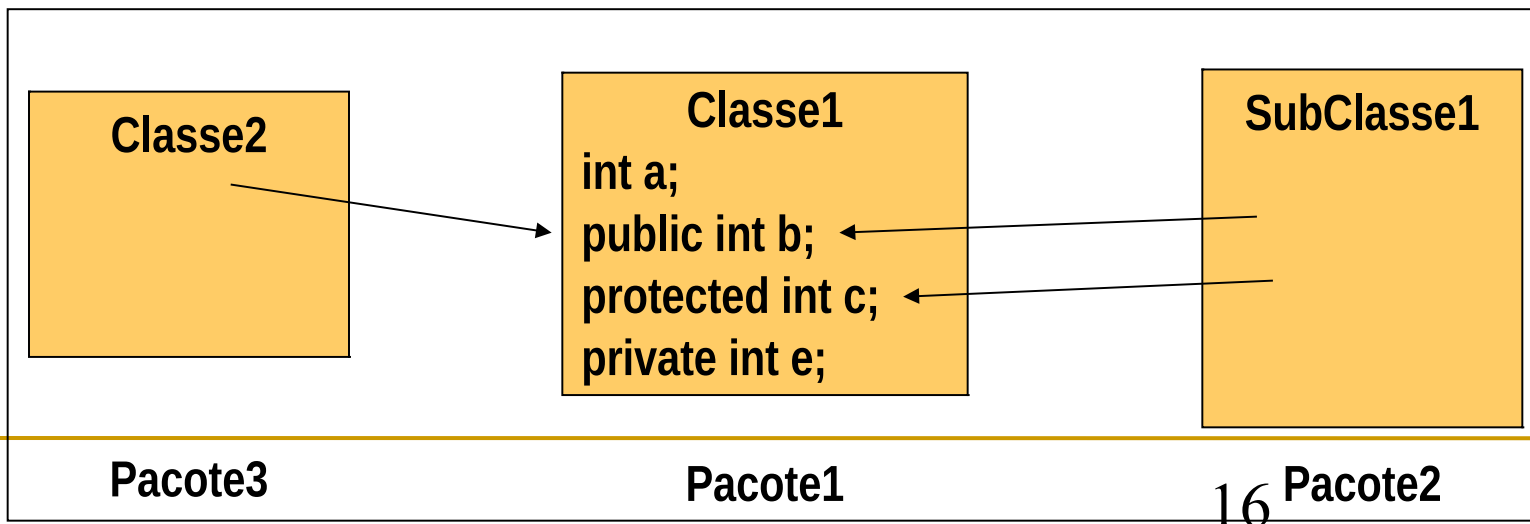 Classe2
Classe1
int a;
public int b;
protected int c;
private int e;
SubClasse1
Pacote3
Pacote1
16
Pacote2